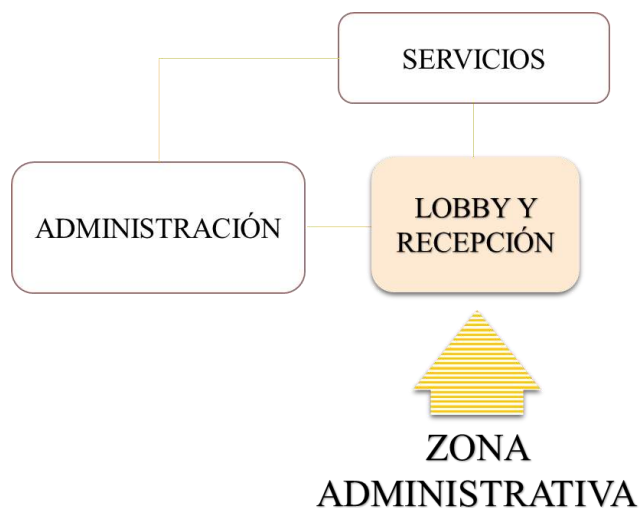 SERVICIOS
ADMINISTRACIÓN
LOBBY Y
RECEPCIÓN
ZONA
ADMINISTRATIVA